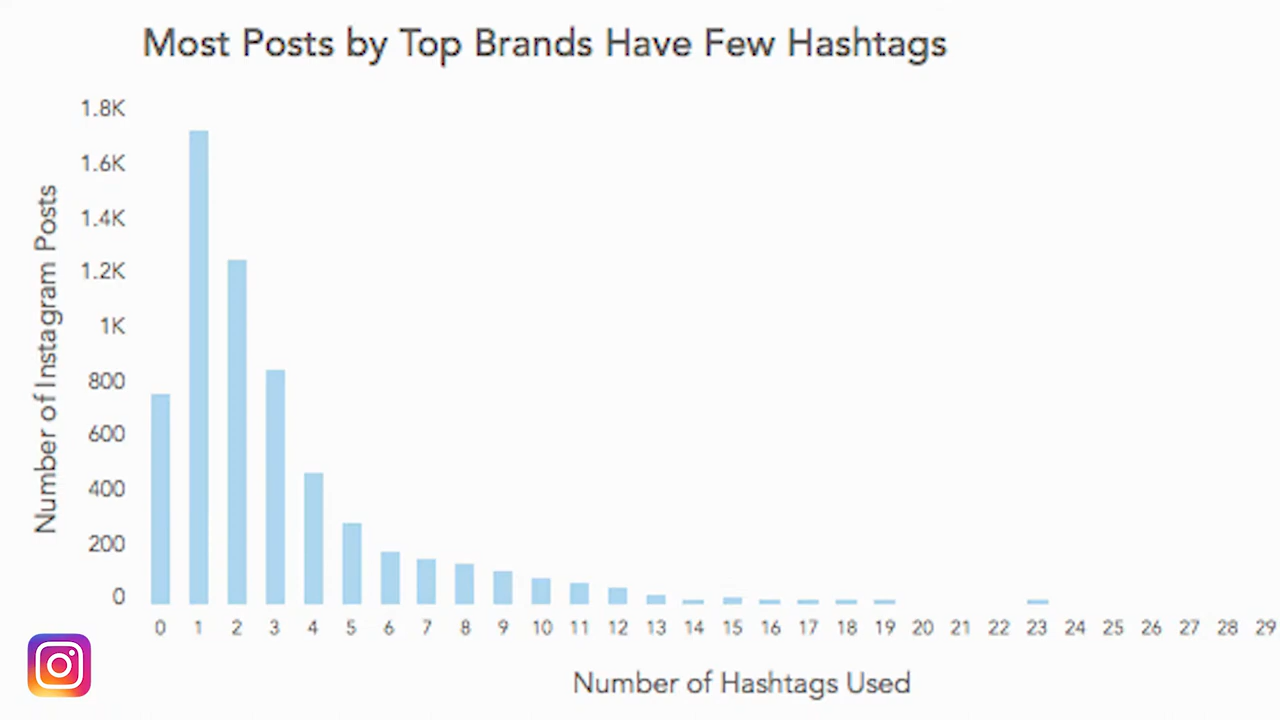 Most Posts by Top Brands Have Few Hashtags
Number of Instagram Posts
1.8K
1.6K
1.4K
1.2K
1K
800
600
400
200
0
0 1 2 3 4 5 6 7 8 9 10 11 12 13 14 15 16 17 18 19 20 21 22 23 24 25 26 27 28 29
Number of Hashtags Used